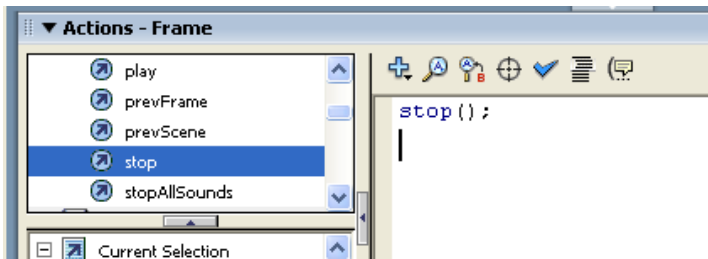 Actions - Frame
play
prevFrame
prevScene
stop
stopAllSounds
Current Selection
stop();